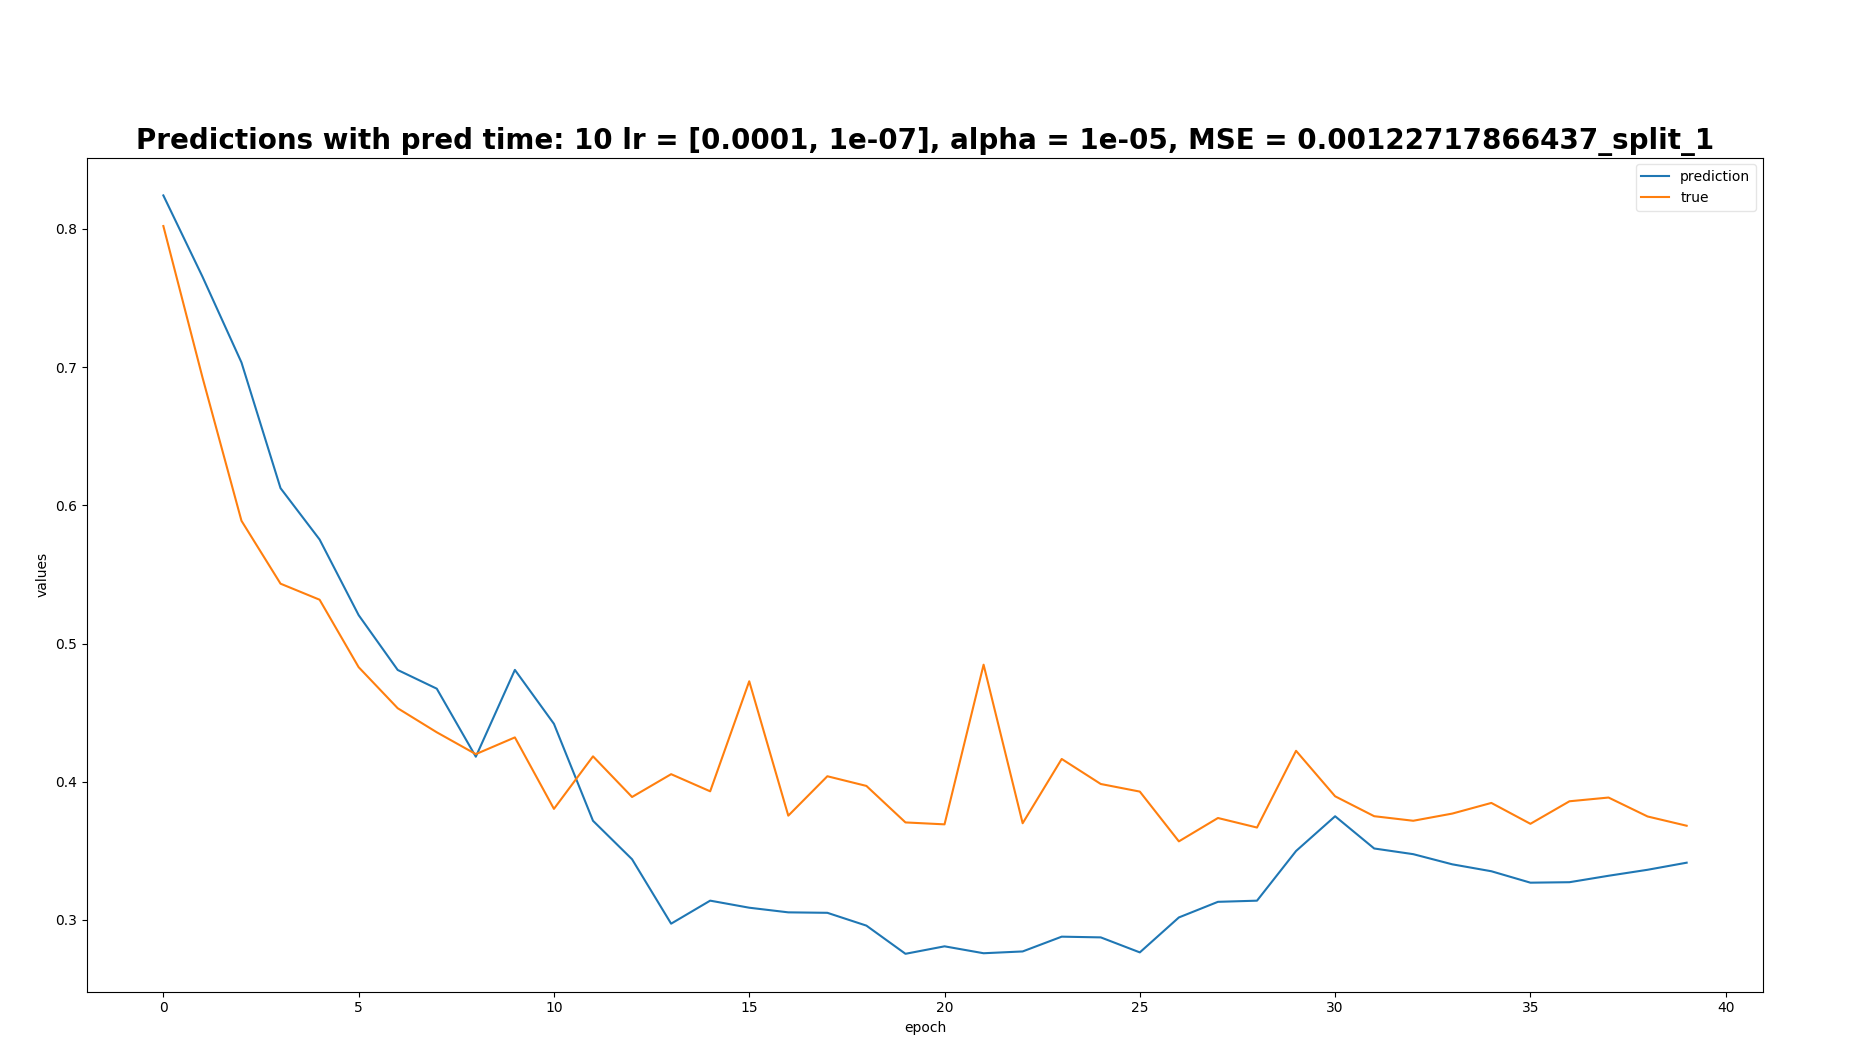 Predictions with pred time: 10 lr = [0.0001, 1e-07], alpha = 1e-05, MSE = 0.00122717866437_split_1
prediction
true
0.8
0.7
0.6
0.5
0.4
0.3
values
0 5 10 15 20 25 30 35 40
epoch